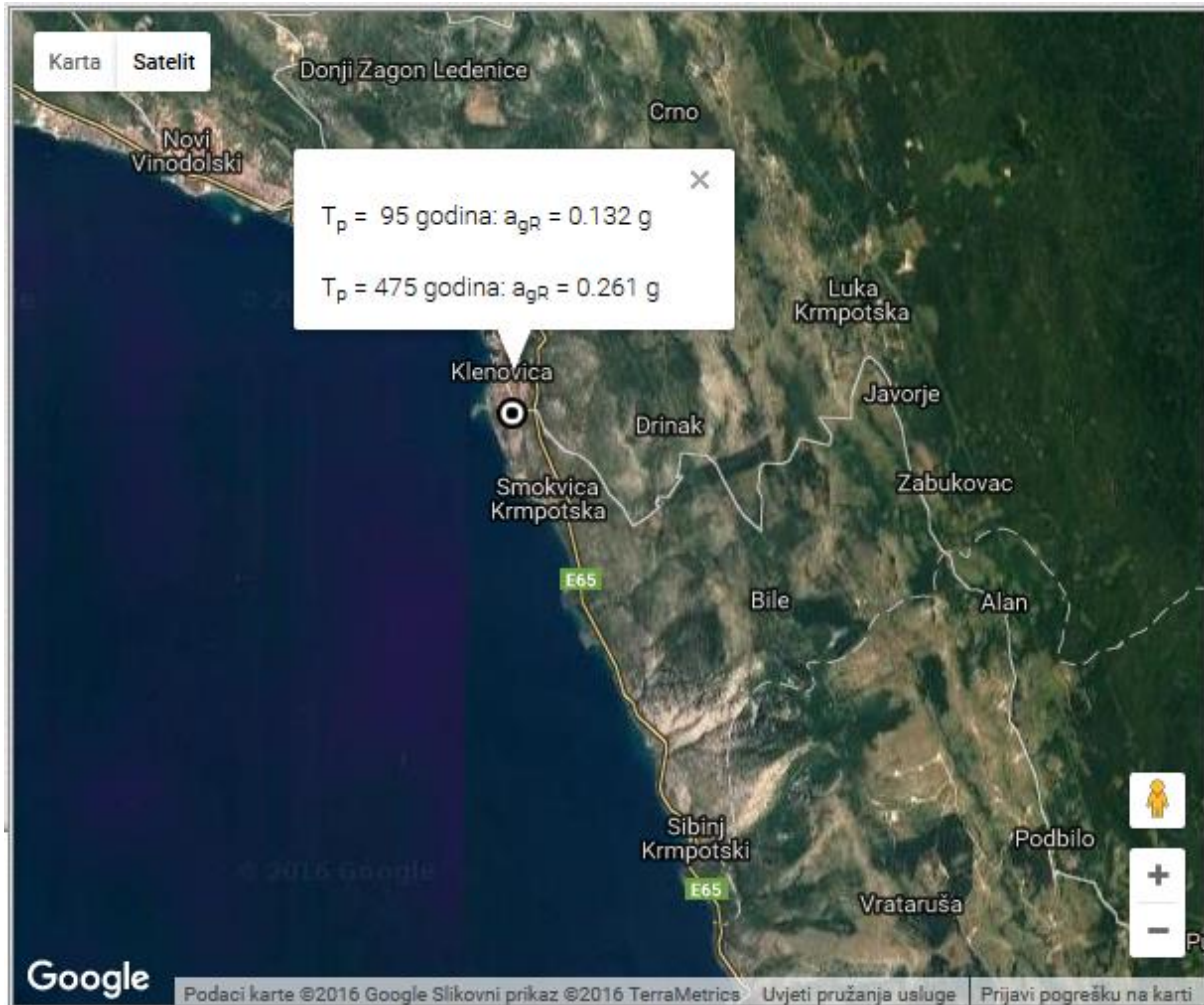 Karta
Satelit
Donji Zagon Ledenice
Crno
Novi
Vinodolski
×
Tp = 95 godina: agR = 0.132 g
Tp = 475 godina: agR = 0.261 g
Luka
Krmpotska
Klenovica
Javorje
Drinak
Zabukovac
Smokvica
Krmpotska
E65
Bile
Alan
Sibinj
Krmpotski
Podbilo
E65
Vrataruša
+
−
© 2016 Google
Google
Podaci karte ©2016 Google Slikovni prikaz ©2016 TerraMetrics
Uvjeti pružanja usluge
Prijavi pogrešku na karti